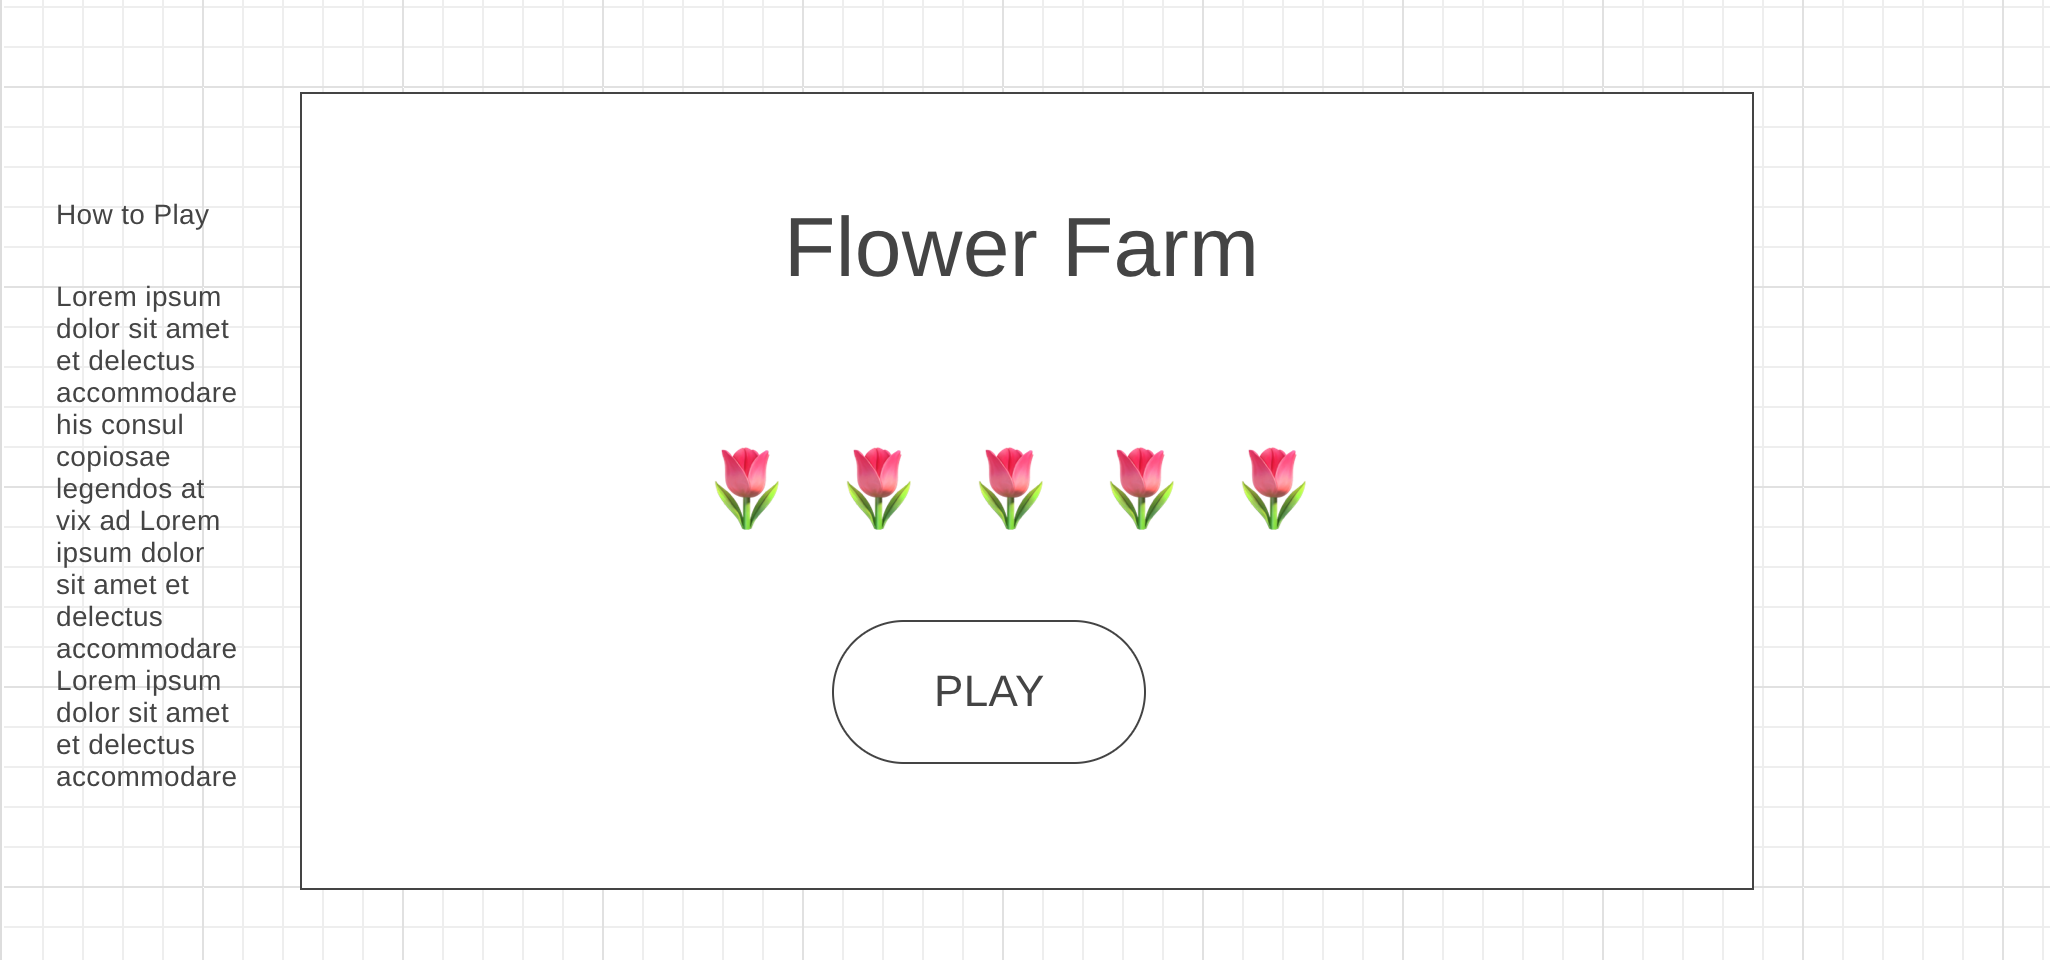 How to Play
Lorem ipsum
dolor sit amet
et delectus
accommodare
his consul
copiosae
legendos at
vix ad Lorem
ipsum dolor
sit amet et
delectus
accommodare
Lorem ipsum
dolor sit amet
et delectus
accommodare
Flower Farm
PLAY